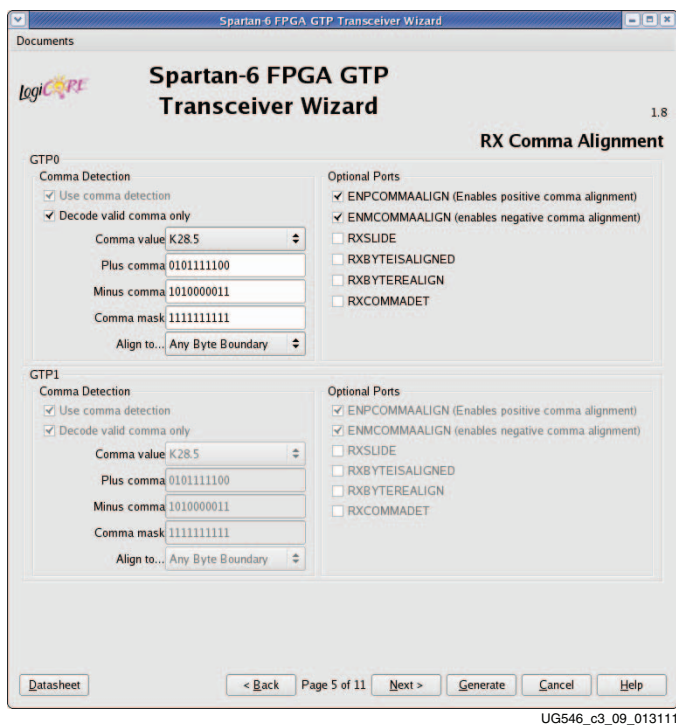 Spartan-6 FPGA GTP Transceiver Wizard
Documents
LogiCORE
Spartan-6 FPGA GTP
Transceiver Wizard
1.8
RX Comma Alignment
GTP0
Comma Detection
Use comma detection
Decode valid comma only
Comma value K28.5
Plus comma 0101111100
Minus comma 1010000011
Comma mask 1111111111
Align to... Any Byte Boundary
Optional Ports
ENPCOMMAALIGN (Enables positive comma alignment)
ENMCOMMAALIGN (enables negative comma alignment)
RXSLIDE
RXBYTEISALIGNED
RXBYTEREALIGN
RXCOMMADET
GTP1
Comma Detection
Use comma detection
Decode valid comma only
Comma value K28.5
Plus comma 0101111100
Minus comma 1010000011
Comma mask 1111111111
Align to... Any Byte Boundary
Optional Ports
ENPCOMMAALIGN (Enables positive comma alignment)
ENMCOMMAALIGN (enables negative comma alignment)
RXSLIDE
RXBYTEISALIGNED
RXBYTEREALIGN
RXCOMMADET
Datasheet < Back Page 5 of 11 Next > Generate Cancel Help
UG546_c3_09_013111